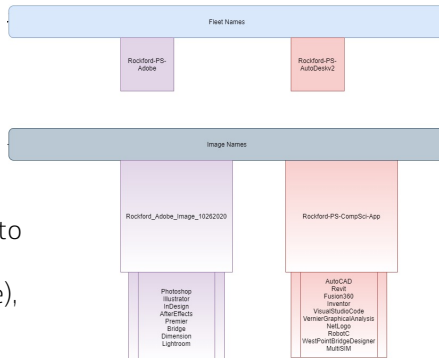 Fleet Names
Rockford-PS-
Adobe
Rockford-PS-
AutoDeskv2
Image Names
Rockford_Adobe_Image_10262020
Rockford-PS-CompSci-App
to
e),
Photoshop
Illustrator
InDesign
AfterEffects
Premier
Bridge
Dimension
Lightroom
AutoCAD
Revit
Fusion360
Inventor
VisualStudioCode
VernierGraphicalAnalysis
NetLogo
RobotC
WestPointBridgeDesigner
MultiSIM